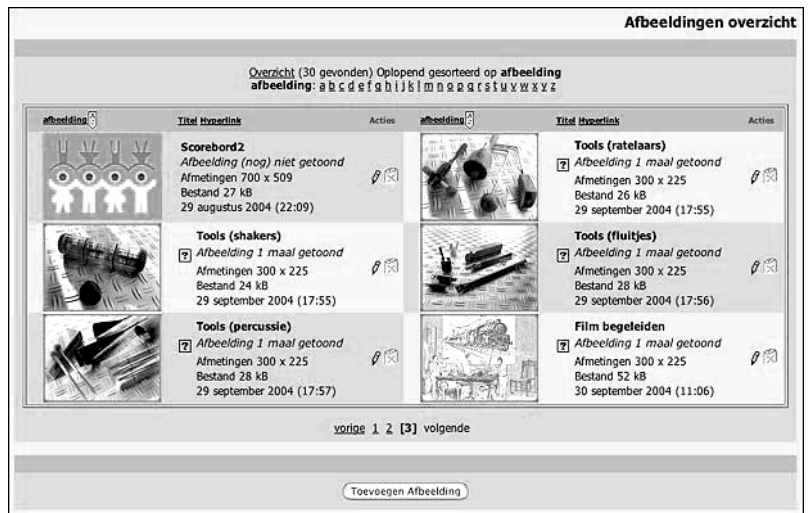 Afbeeldingen overzicht
Overzicht (30 gevonden) Oplopend gesorteerd op afbeelding
afbeelding: a b c d e f g h i j k l m n o p q r s t u v w x y z
afbeelding Titel Hyperlink Acties afbeelding Titel Hyperlink Acties
Scorebord2
Afbeelding (nog) niet getoond
Afmetingen 700 x 509
Bestand 27 kB
29 augustus 2004 (22:09)
Tools (ratelaars)
? Afbeelding 1 maal getoond
Afmetingen 300 x 225
Bestand 26 kB
29 september 2004 (17:55)
Tools (shakers)
? Afbeelding 1 maal getoond
Afmetingen 300 x 225
Bestand 24 kB
29 september 2004 (17:55)
Tools (fluitjes)
? Afbeelding 1 maal getoond
Afmetingen 300 x 225
Bestand 28 kB
29 september 2004 (17:56)
Tools (percussie)
? Afbeelding 1 maal getoond
Afmetingen 300 x 225
Bestand 28 kB
29 september 2004 (17:57)
Film begeleiden
? Afbeelding 1 maal getoond
Afmetingen 300 x 225
Bestand 52 kB
30 september 2004 (11:06)
vorige 1 2 [3] volgende
Toevoegen Afbeelding